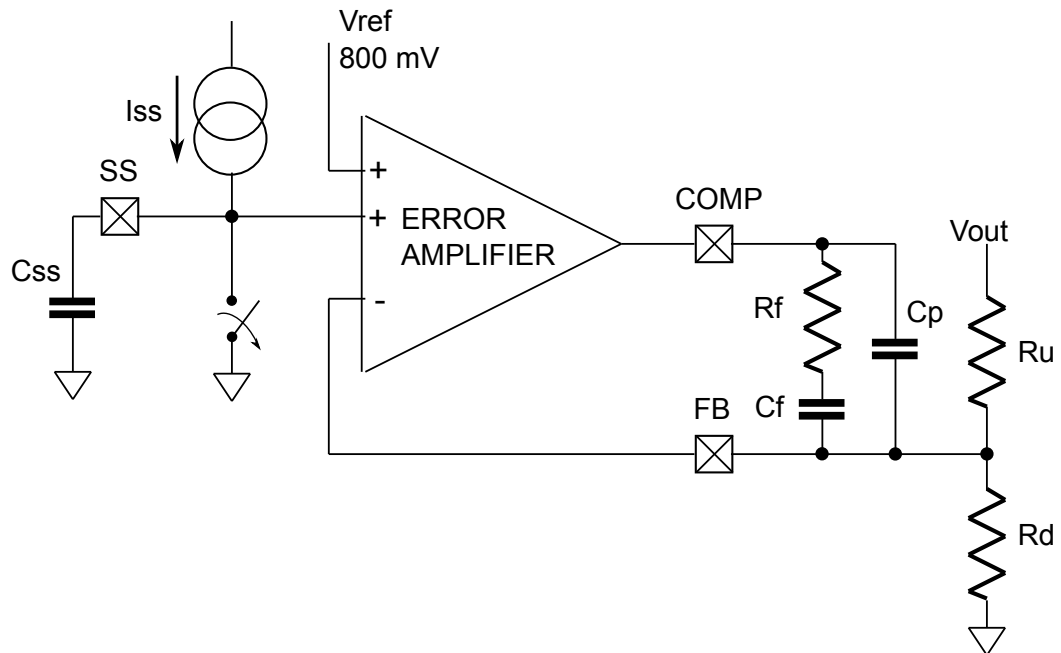 Vref
800 mV
Iss
SS
+
+
ERROR
AMPLIFIER
-
COMP
Vout
Css
Rf
Cp
Ru
FB
Cf
Rd